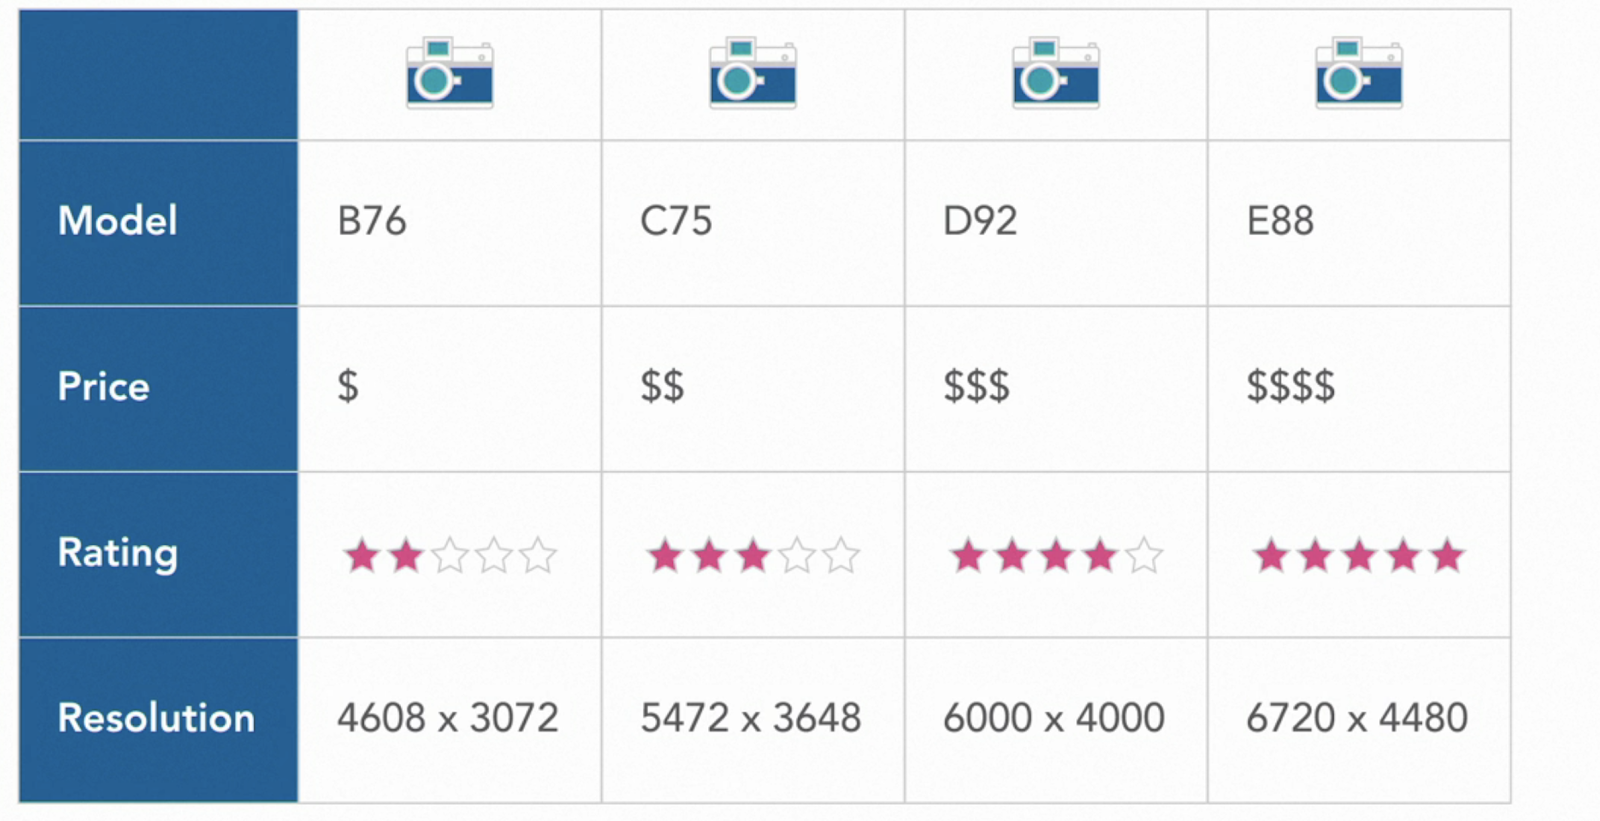 Model B76 C75 D92 E88
Price $ $$ $$$ $$$$
Rating
Resolution 4608 x 3072 5472 x 3648 6000 x 4000 6720 x 4480